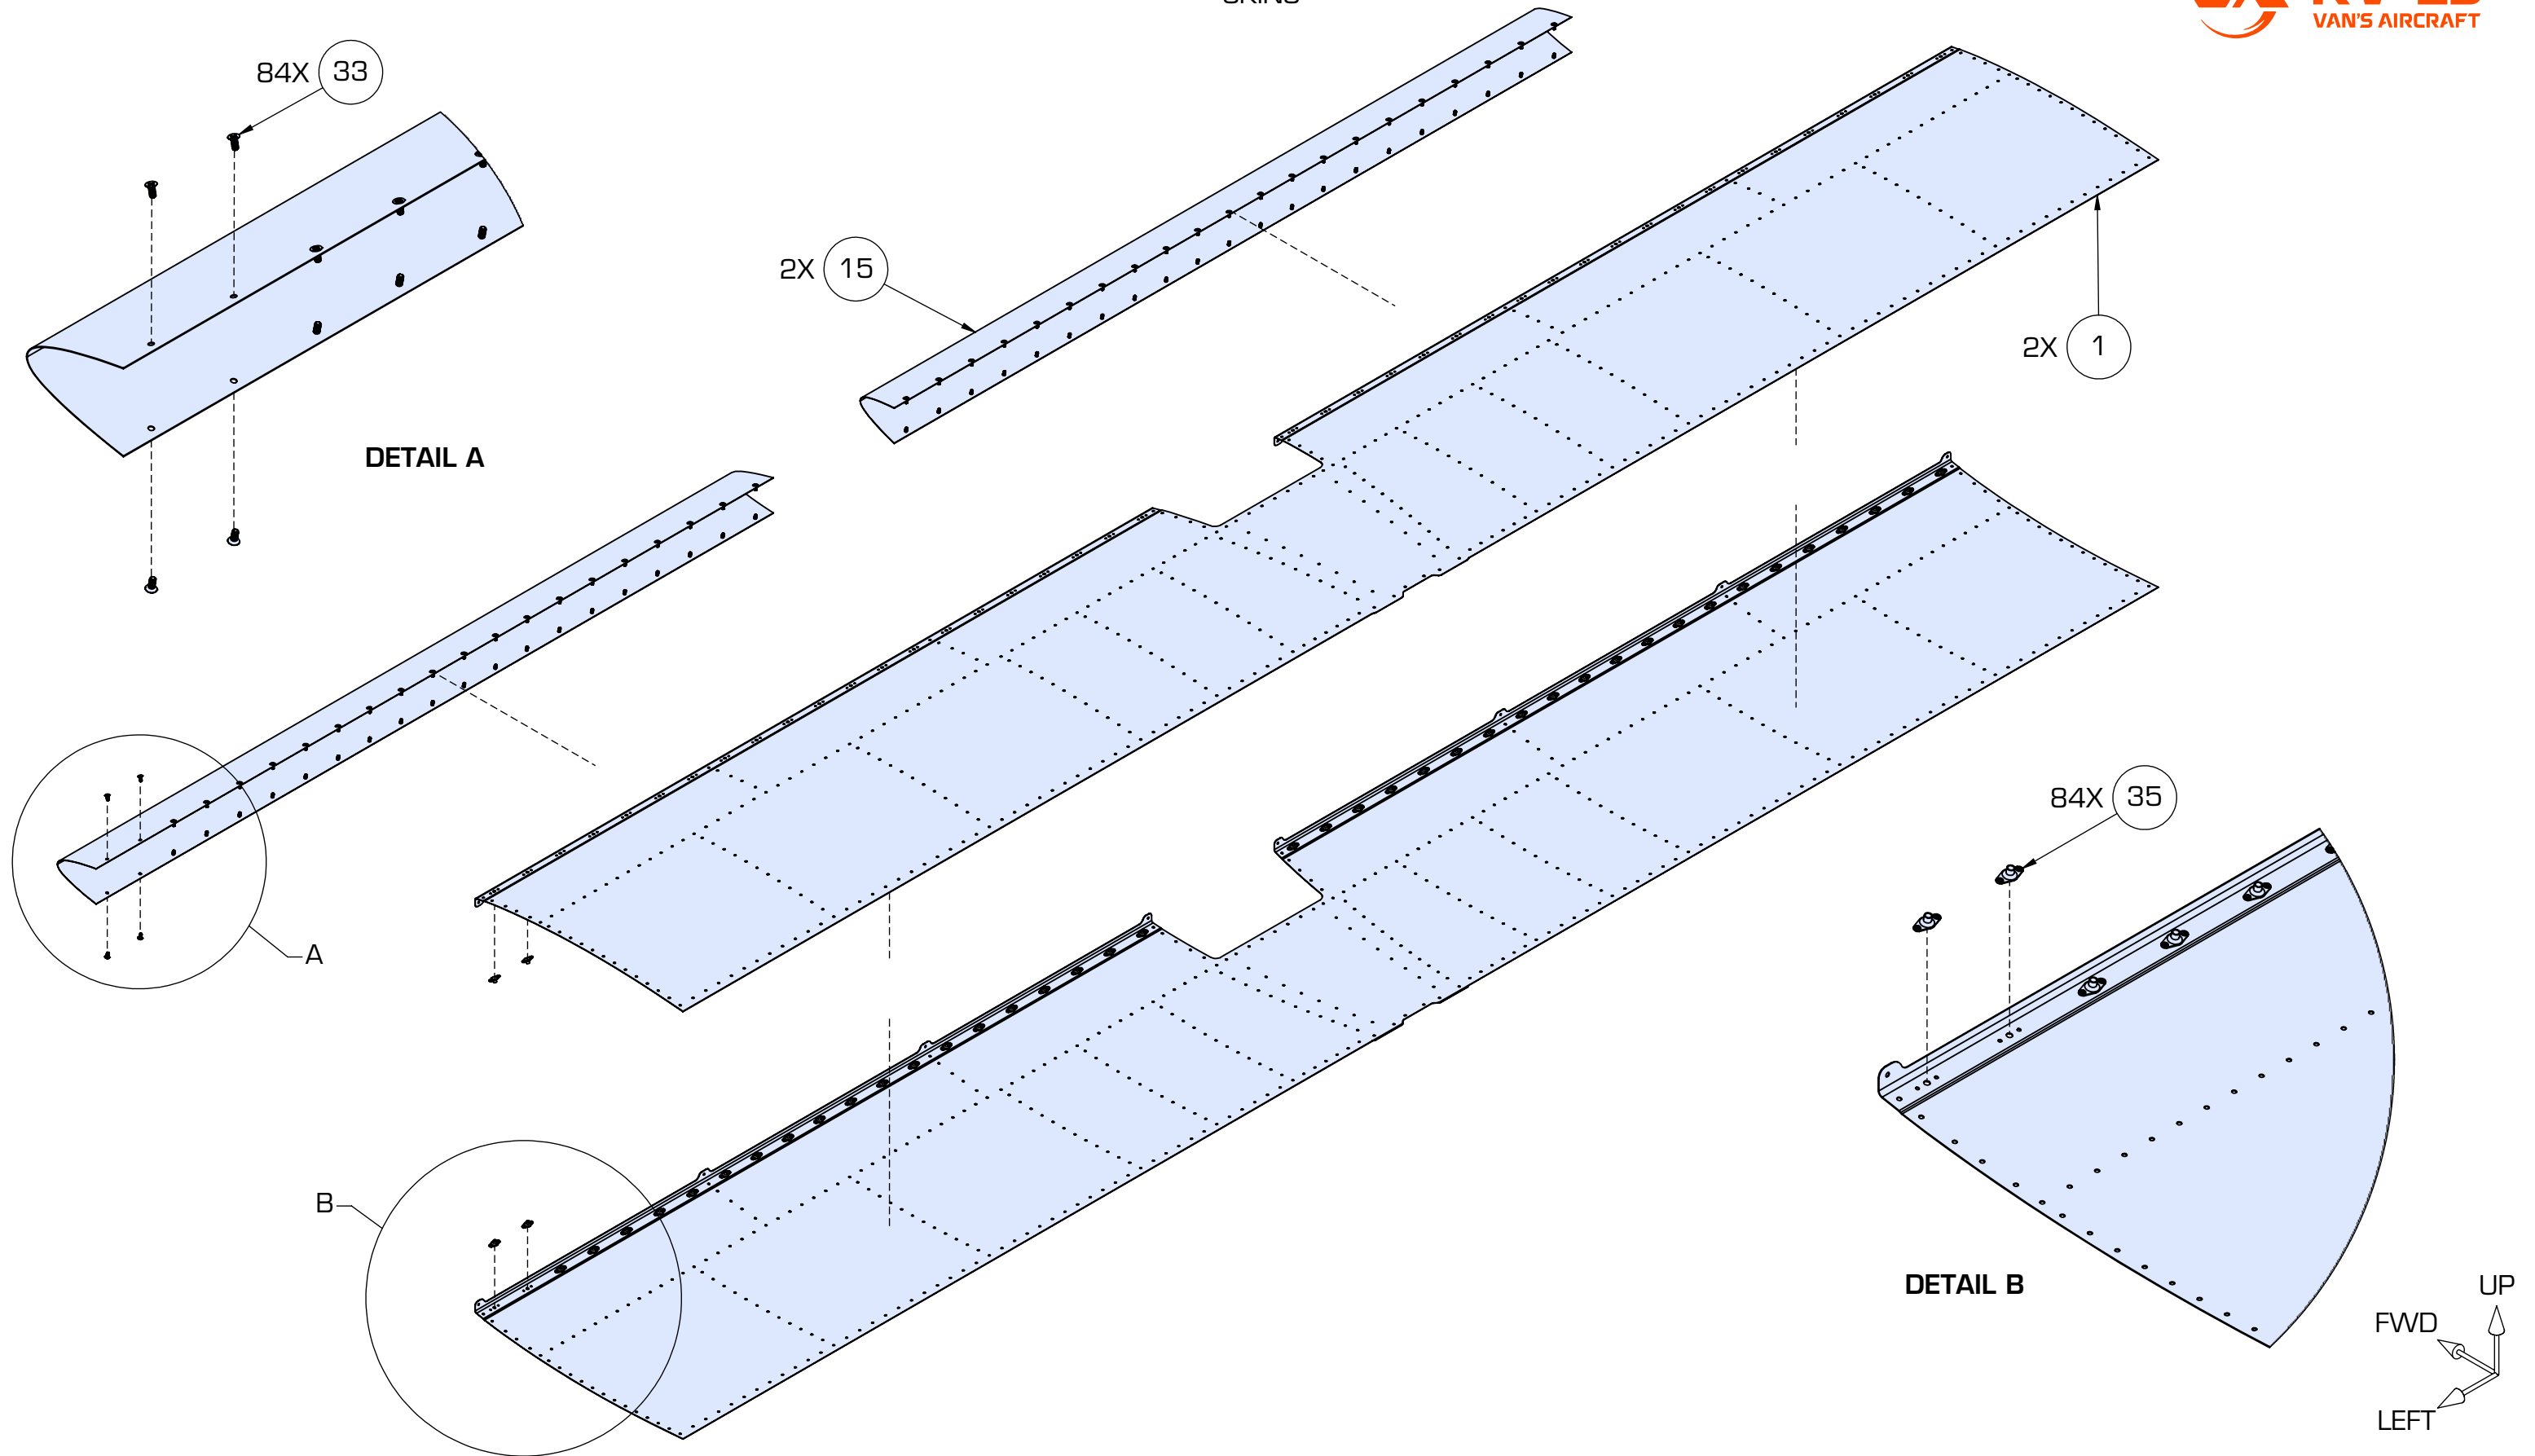 VAN'S AIRCRAFT
84X 33
2X 15
2X 1
DETAIL A
A
84X 35
B
DETAIL B
UP
FWD
LEFT